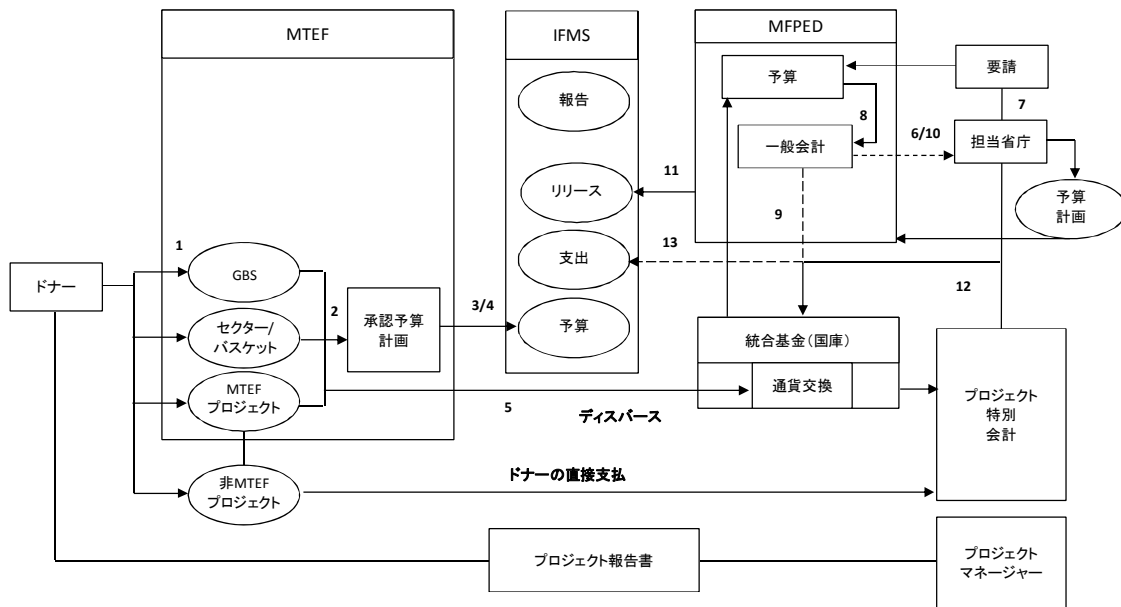 MTEF
IFMS
MFPED
予算
要請
報告
8
7
一般会計
6/10
担当省庁
リリース
11
予算
計画
9
1
支出
13
GBS
12
ドナー
2
3/4
承認予算
計画
セクター/
バスケット
予算
統合基金(国庫)
通貨交換
MTEF
プロジェクト
5
ディスバース
プロジェクト
特別
会計
非MTEF
プロジェクト
ドナーの直接支払
プロジェクト報告書
プロジェクト
マネージャー